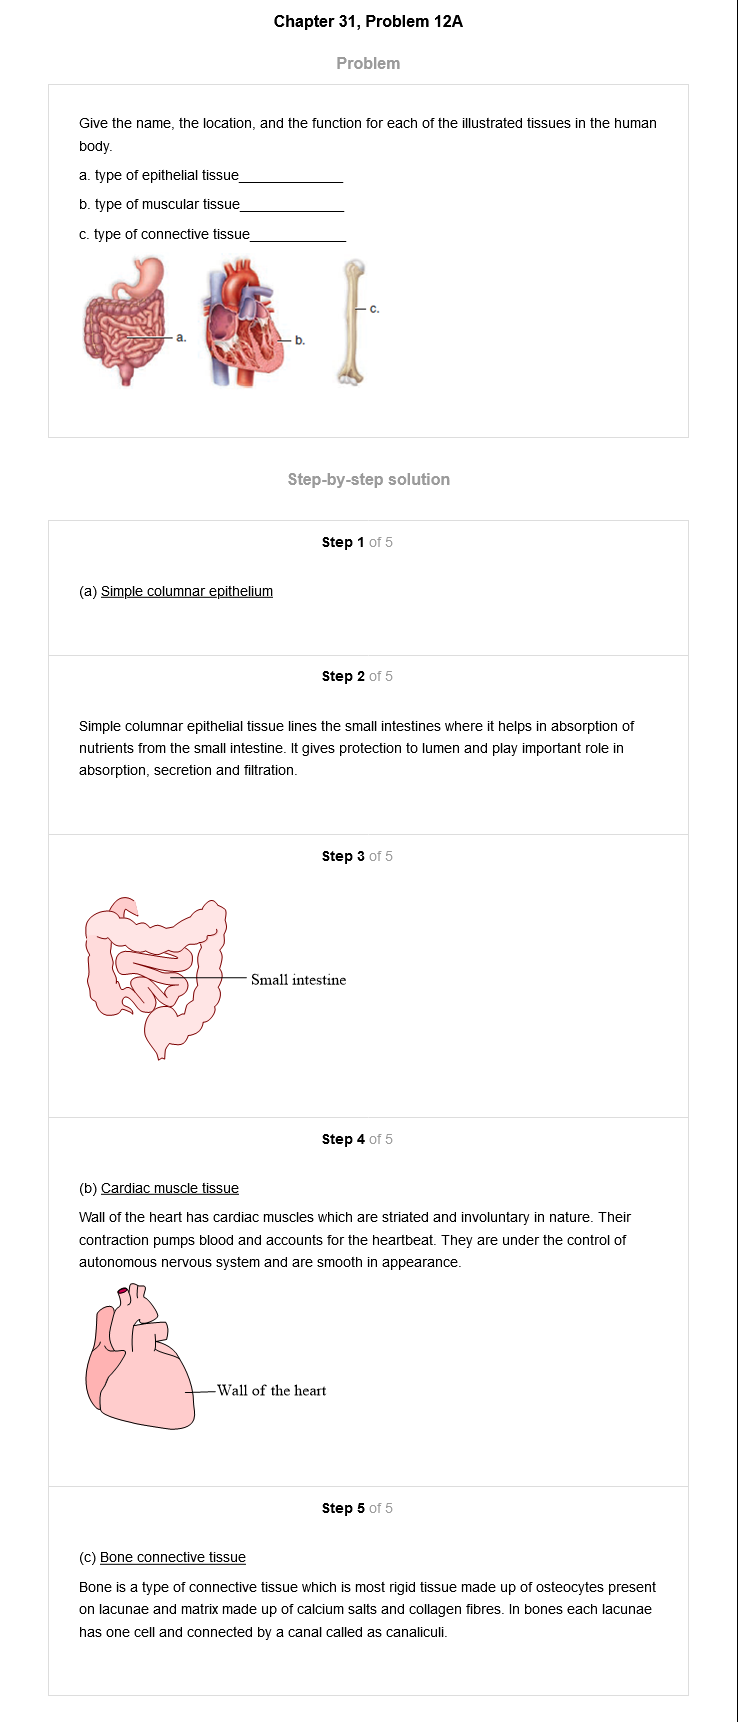 Chapter 31, Problem 12A
Problem
Give the name, the location, and the function for each of the illustrated tissues in the human
body.
a. type of epithelial tissue_____________
b. type of muscular tissue_____________
c. type of connective tissue____________
a.
b.
c.
Step-by-step solution
Step 1 of 5
(a) Simple columnar epithelium
Step 2 of 5
Simple columnar epithelial tissue lines the small intestines where it helps in absorption of
nutrients from the small intestine. It gives protection to lumen and play important role in
absorption, secretion and filtration.
Step 3 of 5
Small intestine
Step 4 of 5
(b) Cardiac muscle tissue
Wall of the heart has cardiac muscles which are striated and involuntary in nature. Their
contraction pumps blood and accounts for the heartbeat. They are under the control of
autonomous nervous system and are smooth in appearance.
Wall of the heart
Step 5 of 5
(c) Bone connective tissue
Bone is a type of connective tissue which is most rigid tissue made up of osteocytes present
on lacunae and matrix made up of calcium salts and collagen fibres. In bones each lacunae
has one cell and connected by a canal called as canaliculi.